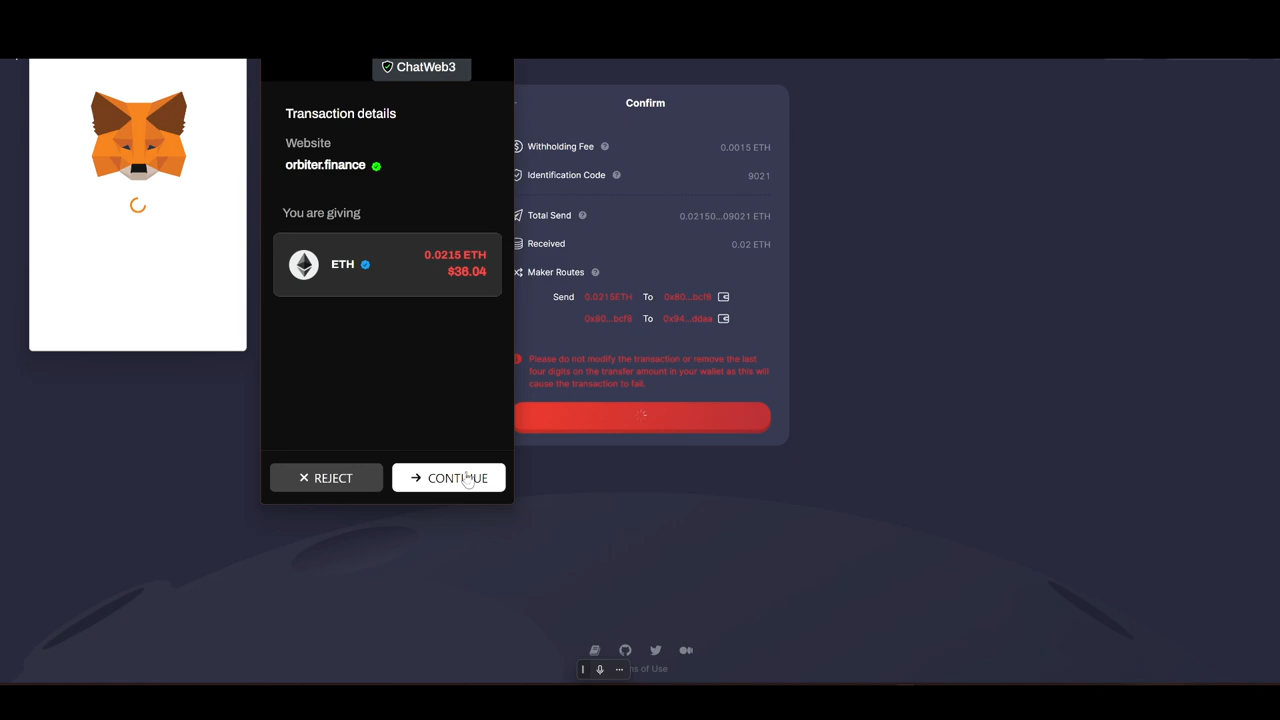 ChatWeb3
Transaction details
Website
orbiter.finance
You are giving
ETH
0.0215 ETH
$36.04
REJECT
CONTINUE
Confirm
Withholding Fee
0.0015 ETH
Identification Code
9021
Total Send
0.02150...09021 ETH
Received
0.02 ETH
Maker Routes
Send 0.0215ETH To 0x80...bcf8
0x80...bcf8 To 0x94...ddaa
Please do not modify the transaction or remove the last
four digits on the transfer amount in your wallet as this will
cause the transaction to fail.
of Use